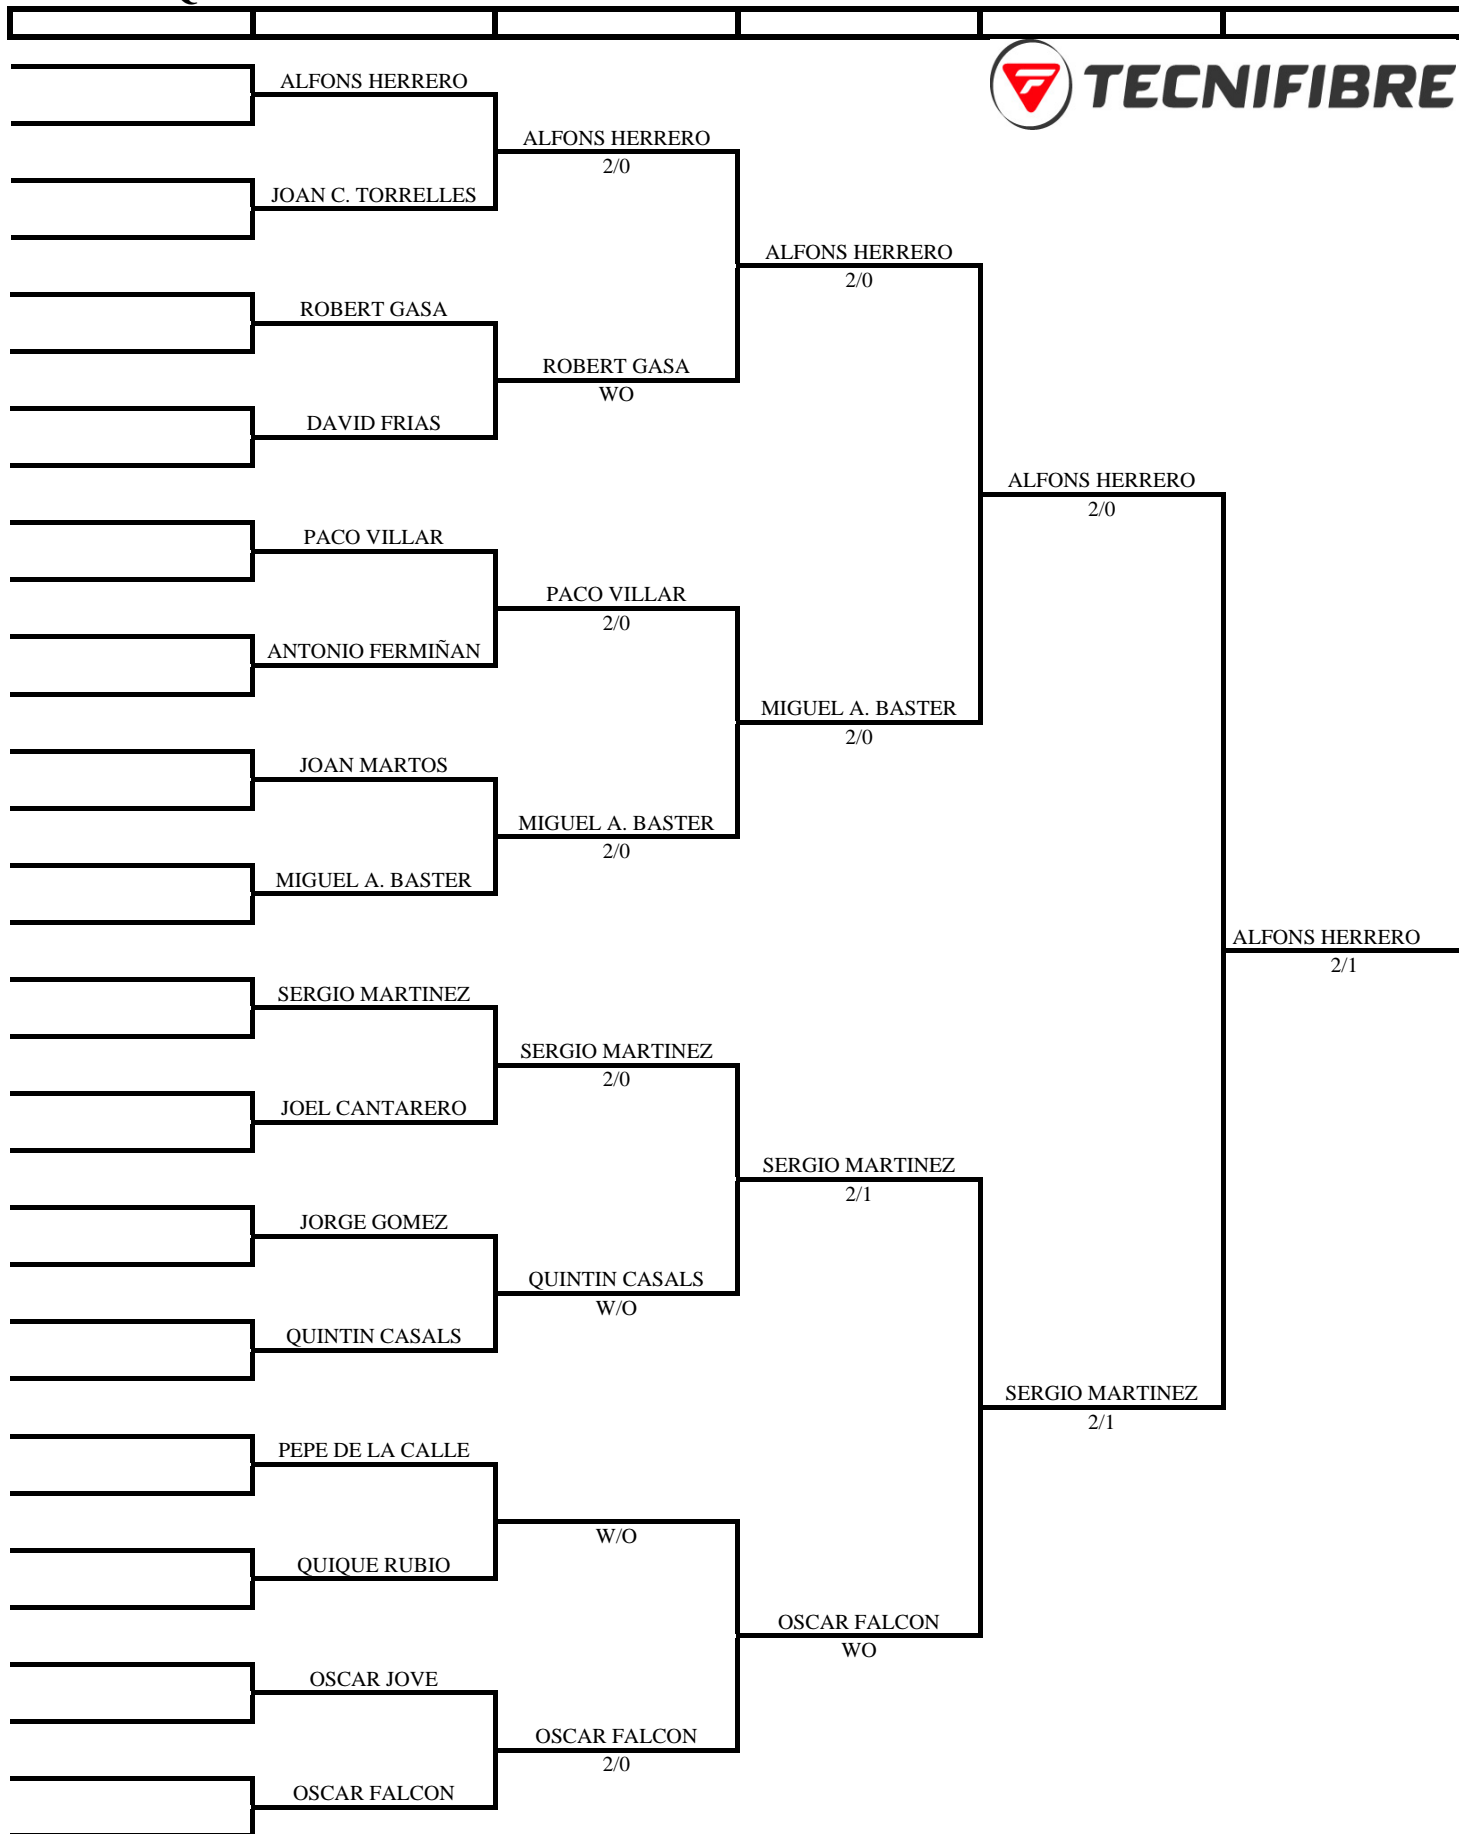 TECNIFIBRE
ALFONS HERRERO
ALFONS HERRERO
2/0
JOAN C. TORRELLES
ALFONS HERRERO
2/0
ROBERT GASA
ROBERT GASA
WO
DAVID FRIAS
ALFONS HERRERO
2/0
PACO VILLAR
PACO VILLAR
2/0
ANTONIO FERMIÑAN
MIGUEL A. BASTER
2/0
JOAN MARTOS
MIGUEL A. BASTER
2/0
MIGUEL A. BASTER
ALFONS HERRERO
2/1
SERGIO MARTINEZ
SERGIO MARTINEZ
2/0
JOEL CANTARERO
SERGIO MARTINEZ
2/1
JORGE GOMEZ
QUINTIN CASALS
W/O
QUINTIN CASALS
SERGIO MARTINEZ
2/1
PEPE DE LA CALLE
W/O
QUIQUE RUBIO
OSCAR FALCON
WO
OSCAR JOVE
OSCAR FALCON
2/0
OSCAR FALCON